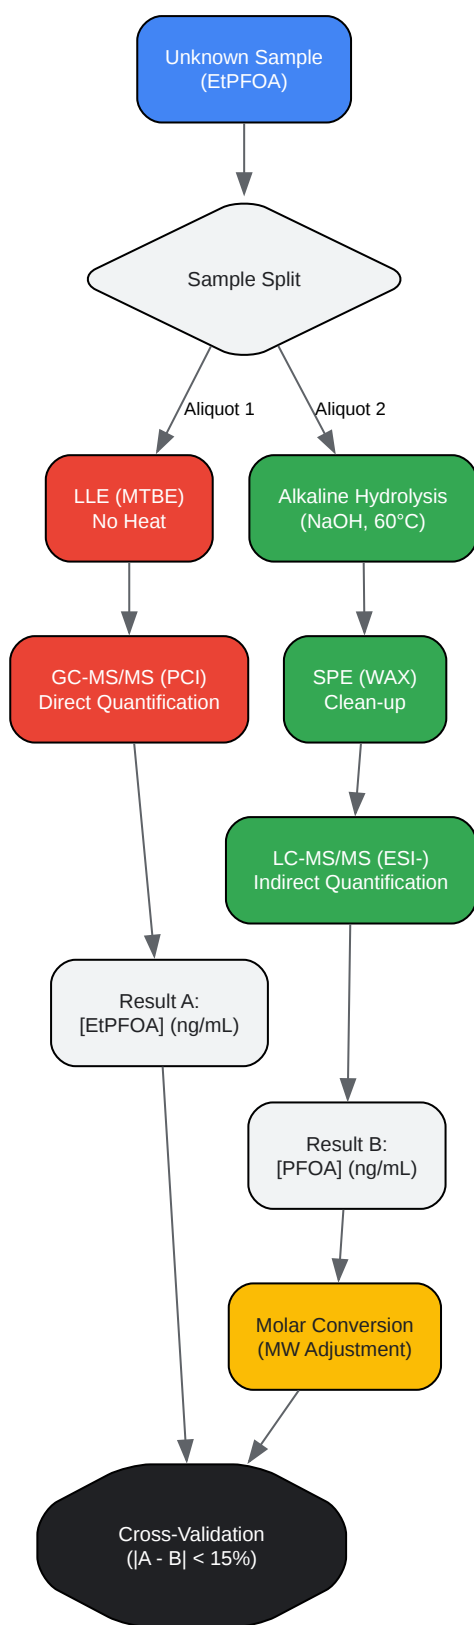 Unknown Sample
(EtPFOA)
Sample Split
Aliquot 1
Aliquot 2
LLE (MTBE)
No Heat
Alkaline Hydrolysis
(NaOH, 60°C)
GC-MS/MS (PCI)
Direct Quantification
SPE (WAX)
Clean-up
LC-MS/MS (ESI-)
Indirect Quantification
Result A:
[EtPFOA] (ng/mL)
Result B:
[PFOA] (ng/mL)
Molar Conversion
(MW Adjustment)
Cross-Validation
(|A - B| < 15%)